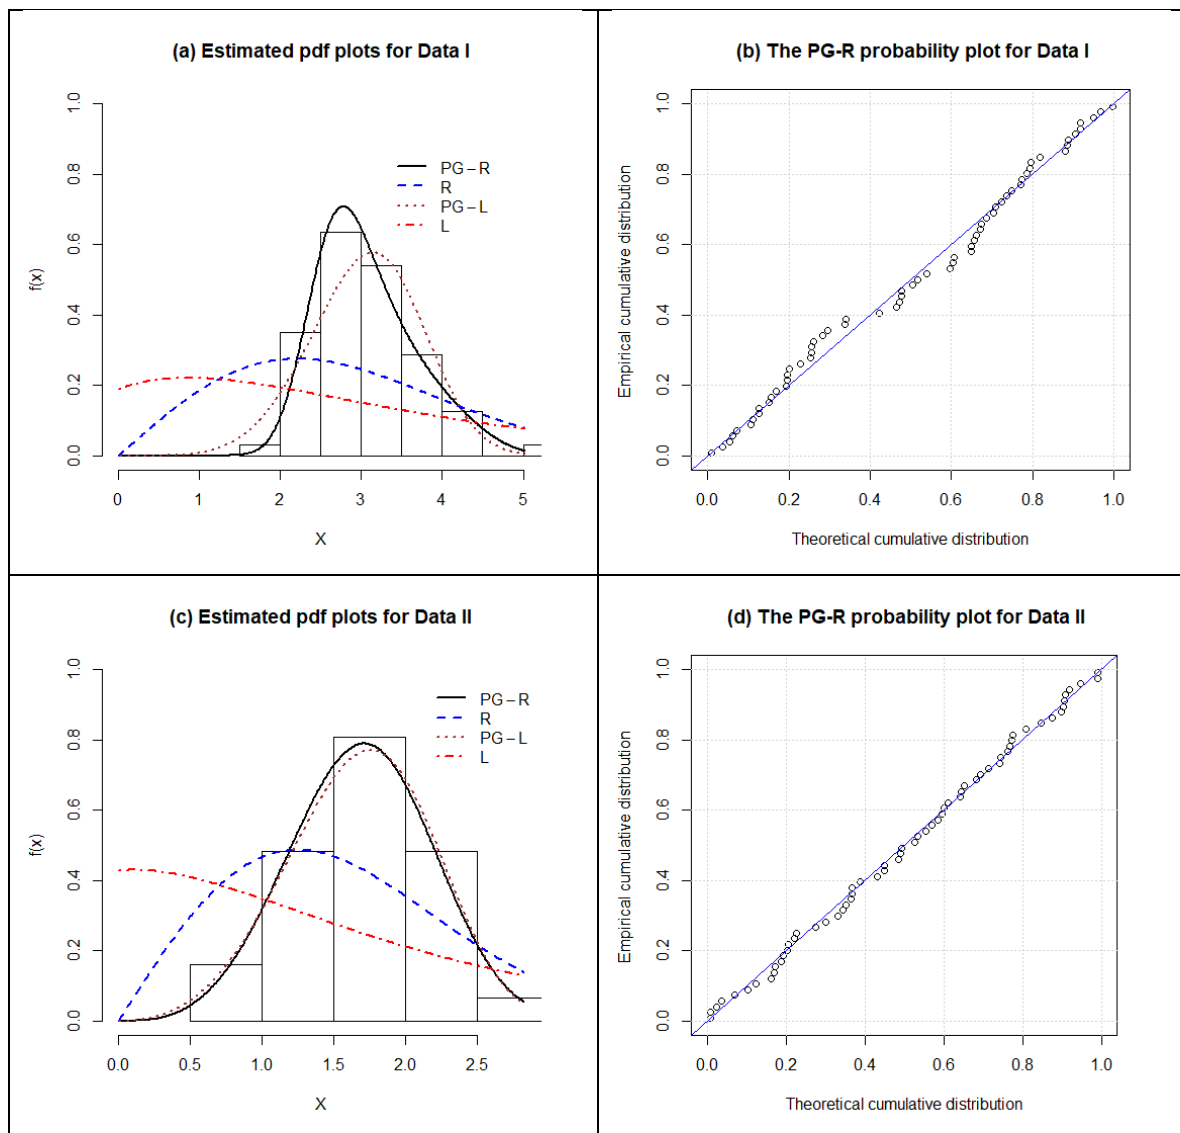 (a) Estimated pdf plots for Data I
1.0
0.8
0.6
0.4
0.2
0.0
f(x)
PG−R
R
PG−L
L
0 1 2 3 4 5
X
(b) The PG-R probability plot for Data I
1.0
0.8
0.6
0.4
0.2
0.0
Empirical cumulative distribution
0.0 0.2 0.4 0.6 0.8 1.0
Theoretical cumulative distribution
(c) Estimated pdf plots for Data II
1.0
0.8
0.6
0.4
0.2
0.0
f(x)
PG−R
R
PG−L
L
0.0 0.5 1.0 1.5 2.0 2.5
X
(d) The PG-R probability plot for Data II
1.0
0.8
0.6
0.4
0.2
0.0
Empirical cumulative distribution
0.0 0.2 0.4 0.6 0.8 1.0
Theoretical cumulative distribution